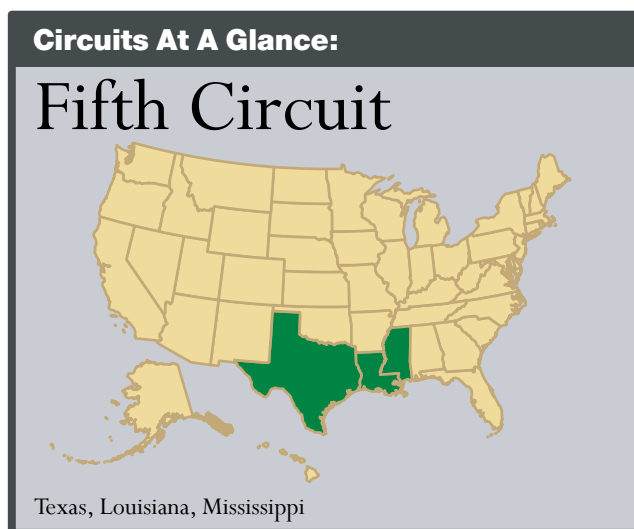 Circuits At A Glance:
Fifth Circuit
Texas, Louisiana, Mississippi